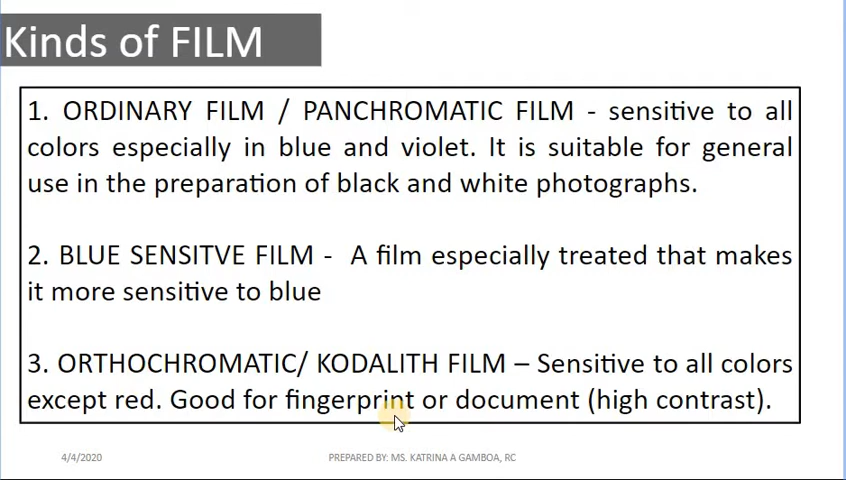 Kinds of FILM
1. ORDINARY FILM / PANCHROMATIC FILM - sensitive to all
colors especially in blue and violet. It is suitable for general
use in the preparation of black and white photographs.
2. BLUE SENSITVE FILM - A film especially treated that makes
it more sensitive to blue
3. ORTHOCHROMATIC/ KODALITH FILM – Sensitive to all colors
except red. Good for fingerprint or document (high contrast).
4/4/2020
PREPARED BY: MS. KATRINA A GAMBOA, RC